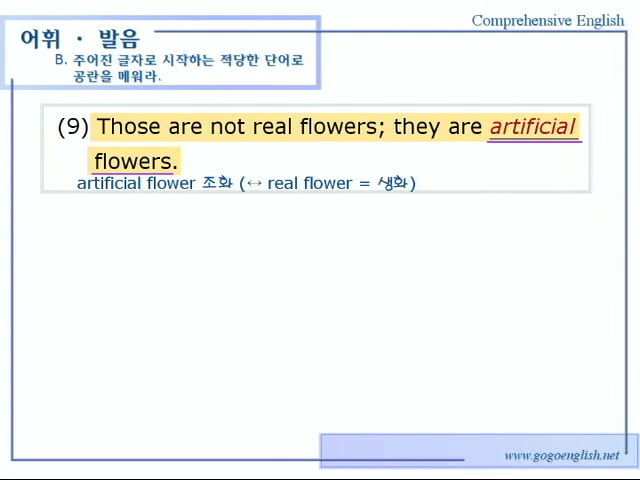 Comprehensive English
어휘 · 발음
B. 주어진 글자로 시작하는 적당한 단어로
공란을 메워라.
(9) Those are not real flowers; they are artificial
flowers.
artificial flower 조화 (↔ real flower = 생화)
www.gogoenglish.net